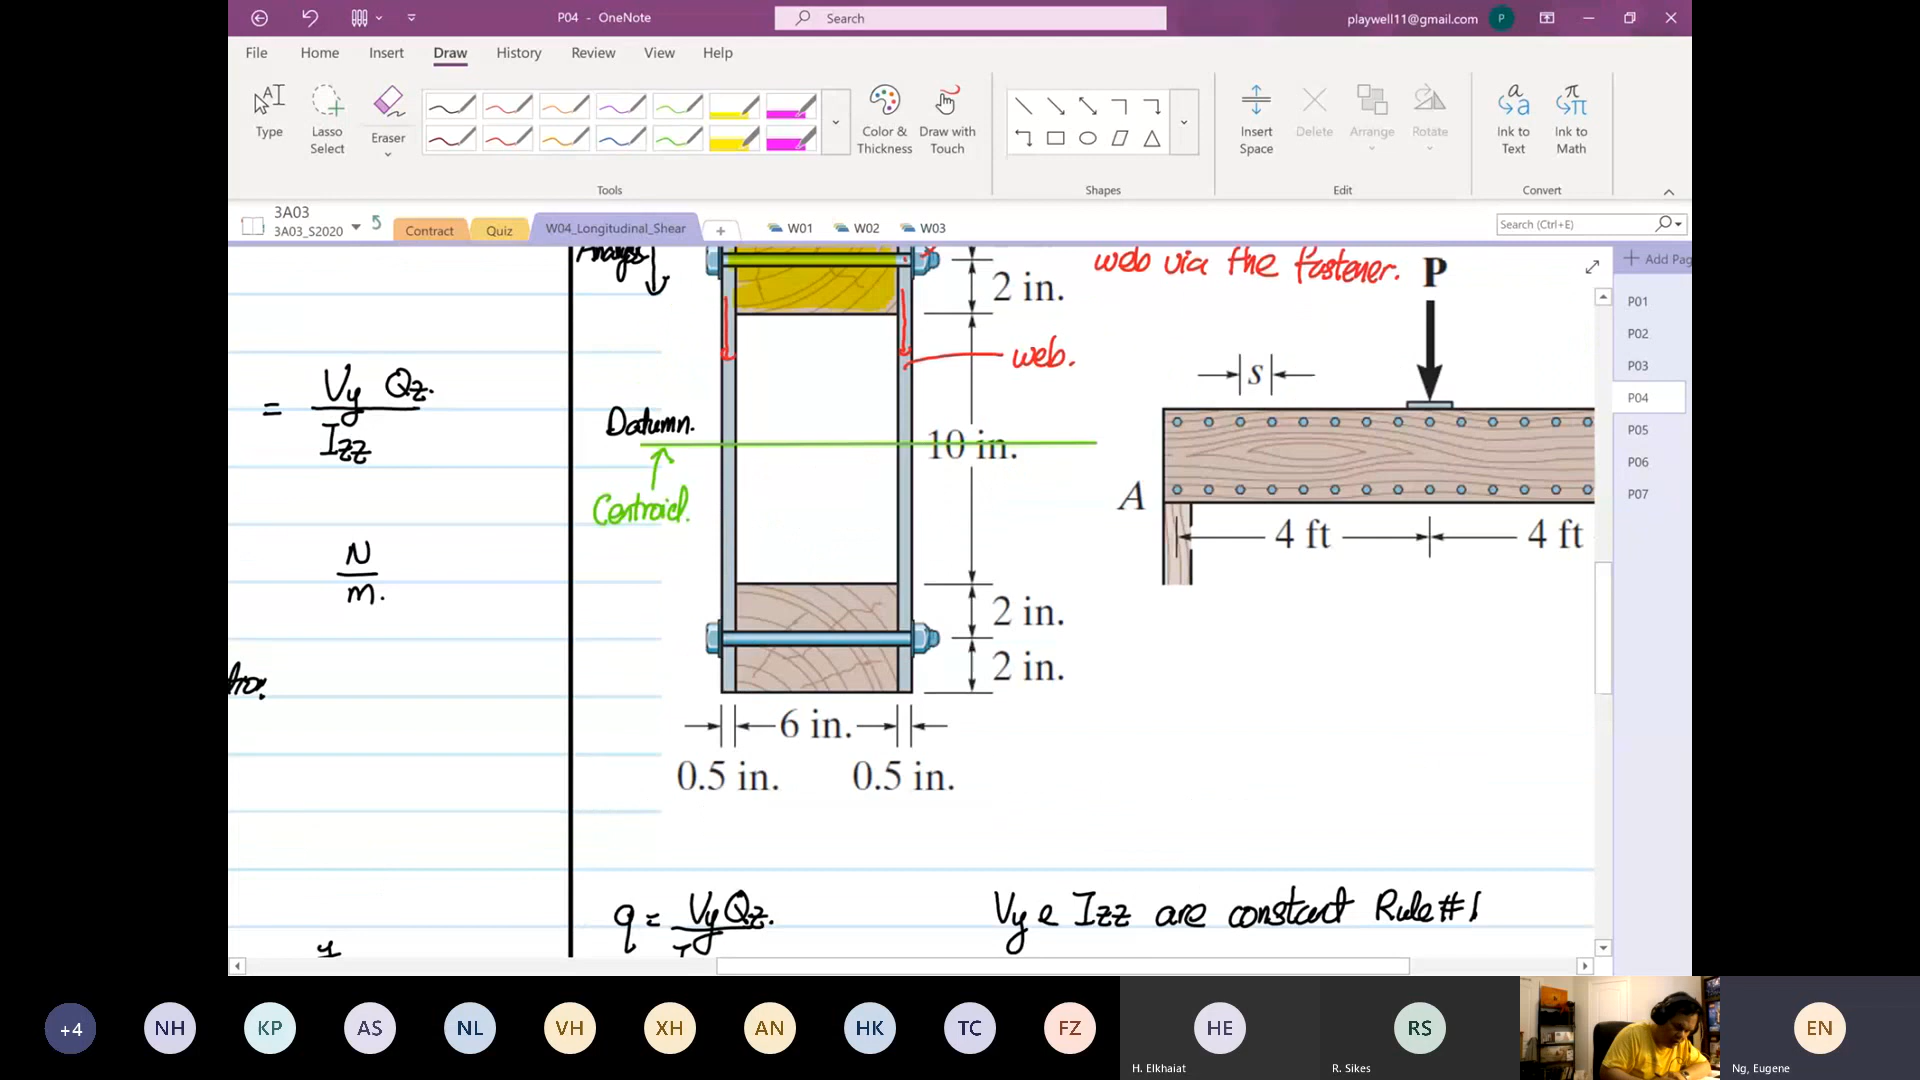 P04 - OneNote
Search
playwell11@gmail.com
P
File Home Insert Draw History Review View Help
Type
Lasso Select
Eraser
Color & Thickness
Draw with Touch
Insert Space
Delete
Arrange
Rotate
Ink to Text
Ink to Math
Tools
Shapes
Edit
Convert
3A03
3A03_S2020
Contract
Quiz
W04_Longitudinal_Shear
W01
W02
W03
Search (Ctrl+E)
Add Pag
P01
P02
P03
P04
P05
P06
P07
Analysis
web via the fastener.
P
2 in.
web.
s
= Vy Qz. / Izz
Datumn.
10 in.
Centroid.
A
4 ft
4 ft
N / m.
2 in.
2 in.
6 in.
0.5 in.
0.5 in.
q = Vy Qz.
Vy e Izz are constant Rule #1
+4
NH
KP
AS
NL
VH
XH
AN
HK
TC
FZ
HE
H. Elkhaiat
RS
R. Sikes
EN
Ng, Eugene